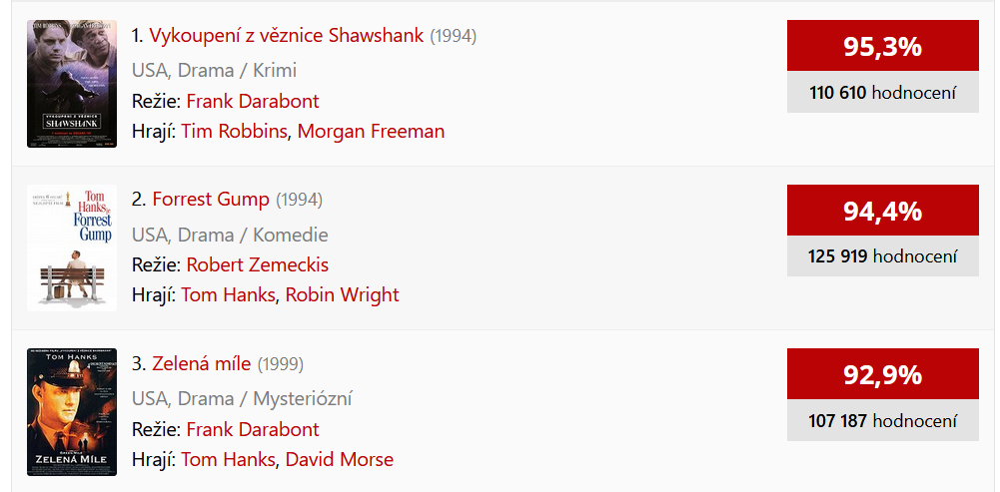 TIM ROBBINS MORGAN FREEMAN
VYKOUPENÍ Z VĚZNICE
SHAWSHANK
1. Vykoupení z věznice Shawshank (1994)
USA, Drama / Krimi
Režie: Frank Darabont
Hrají: Tim Robbins, Morgan Freeman
95,3%
110 610 hodnocení
Tom
Hanks
Forrest
Gump
2. Forrest Gump (1994)
USA, Drama / Komedie
Režie: Robert Zemeckis
Hrají: Tom Hanks, Robin Wright
94,4%
125 919 hodnocení
TOM HANKS
ZELENÁ MÍLE
3. Zelená míle (1999)
USA, Drama / Mysteriózní
Režie: Frank Darabont
Hrají: Tom Hanks, David Morse
92,9%
107 187 hodnocení